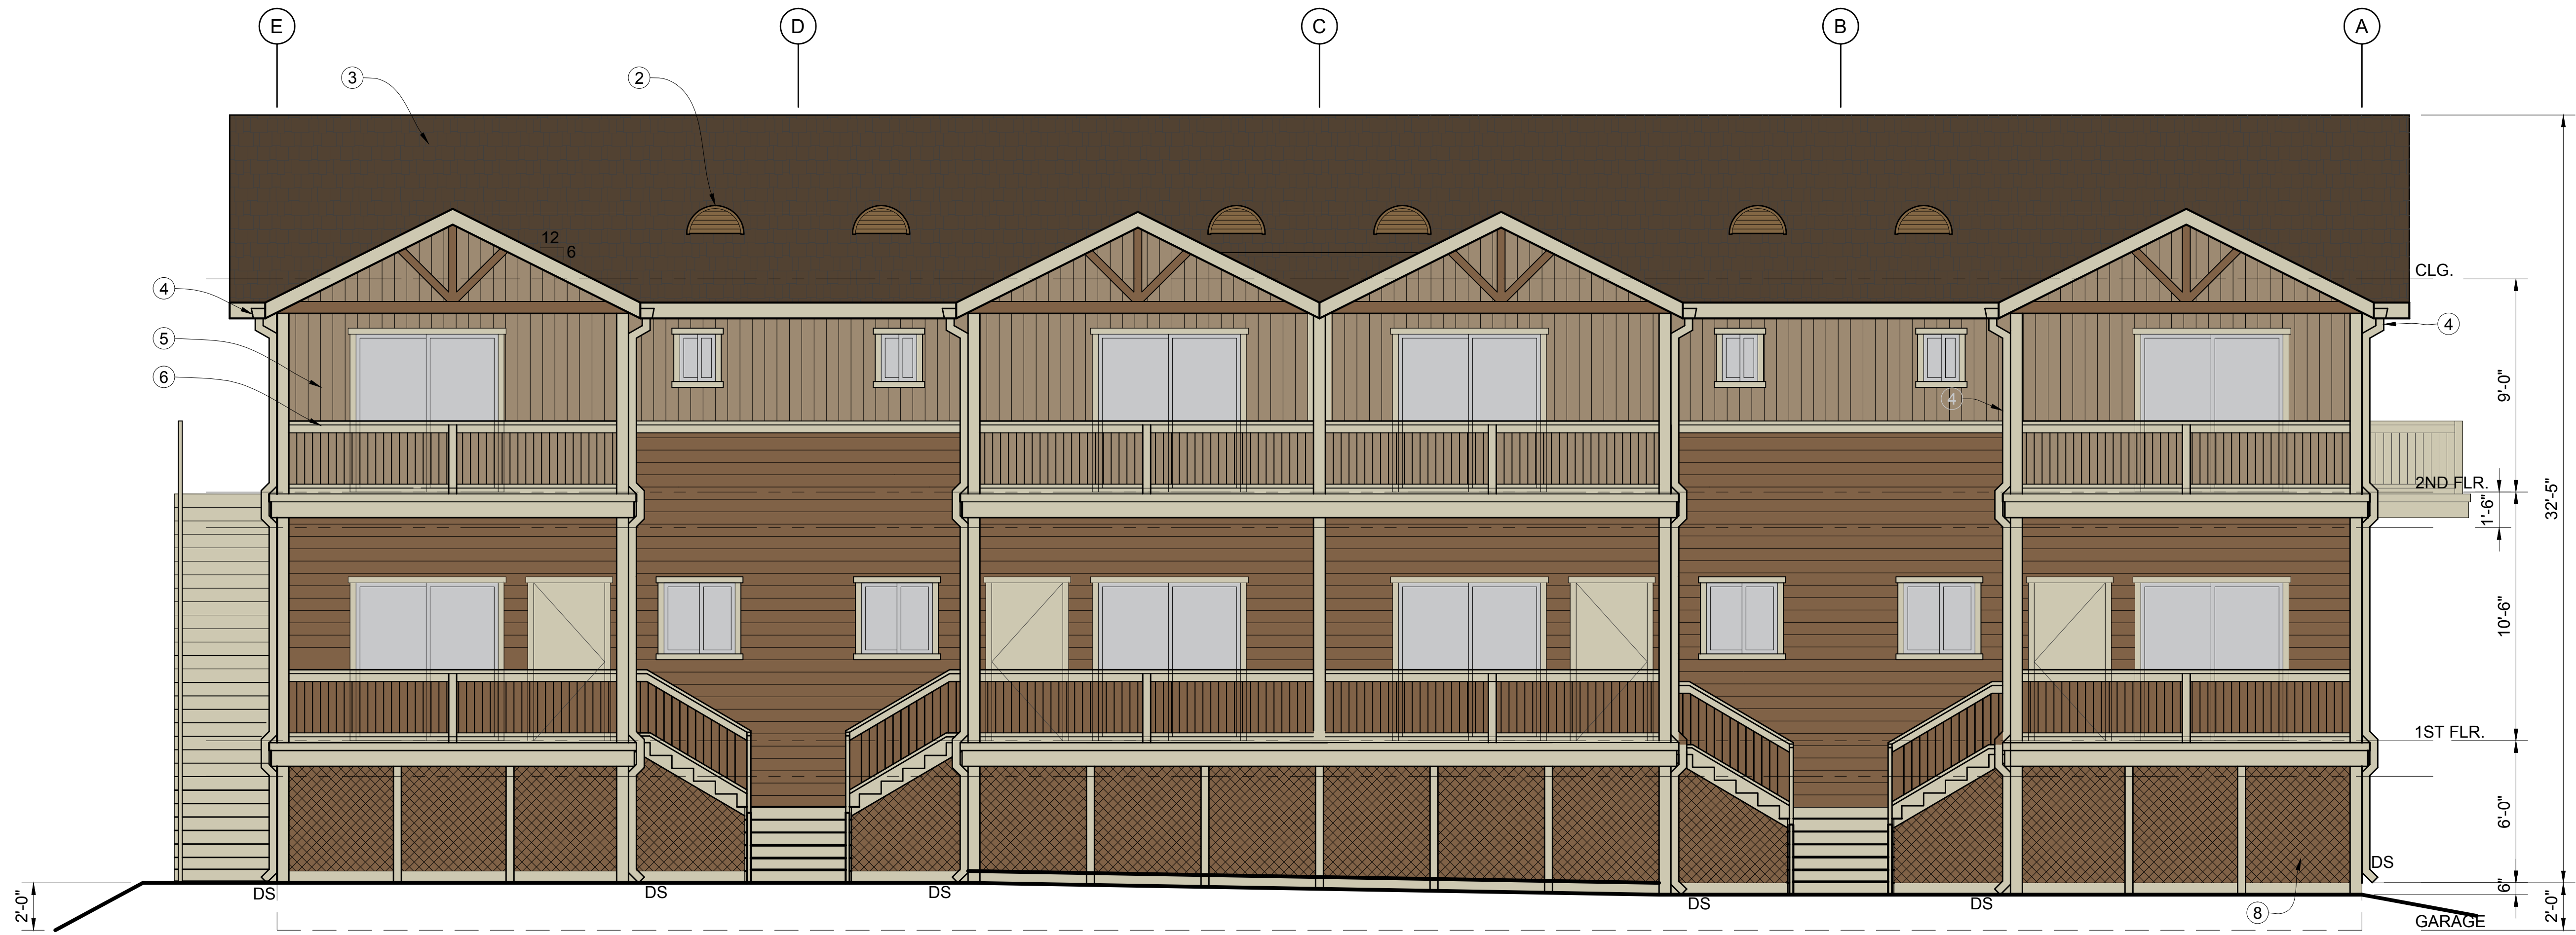 E D C B A
3
2
12
6
CLG.
4
4
5
6
4
9'-0"
2ND FLR.
1'-6"
32'-5"
10'-6"
1ST FLR.
6'-0"
DS
DS
DS
DS
DS
DS
6"
2'-0"
2'-0"
8
GARAGE